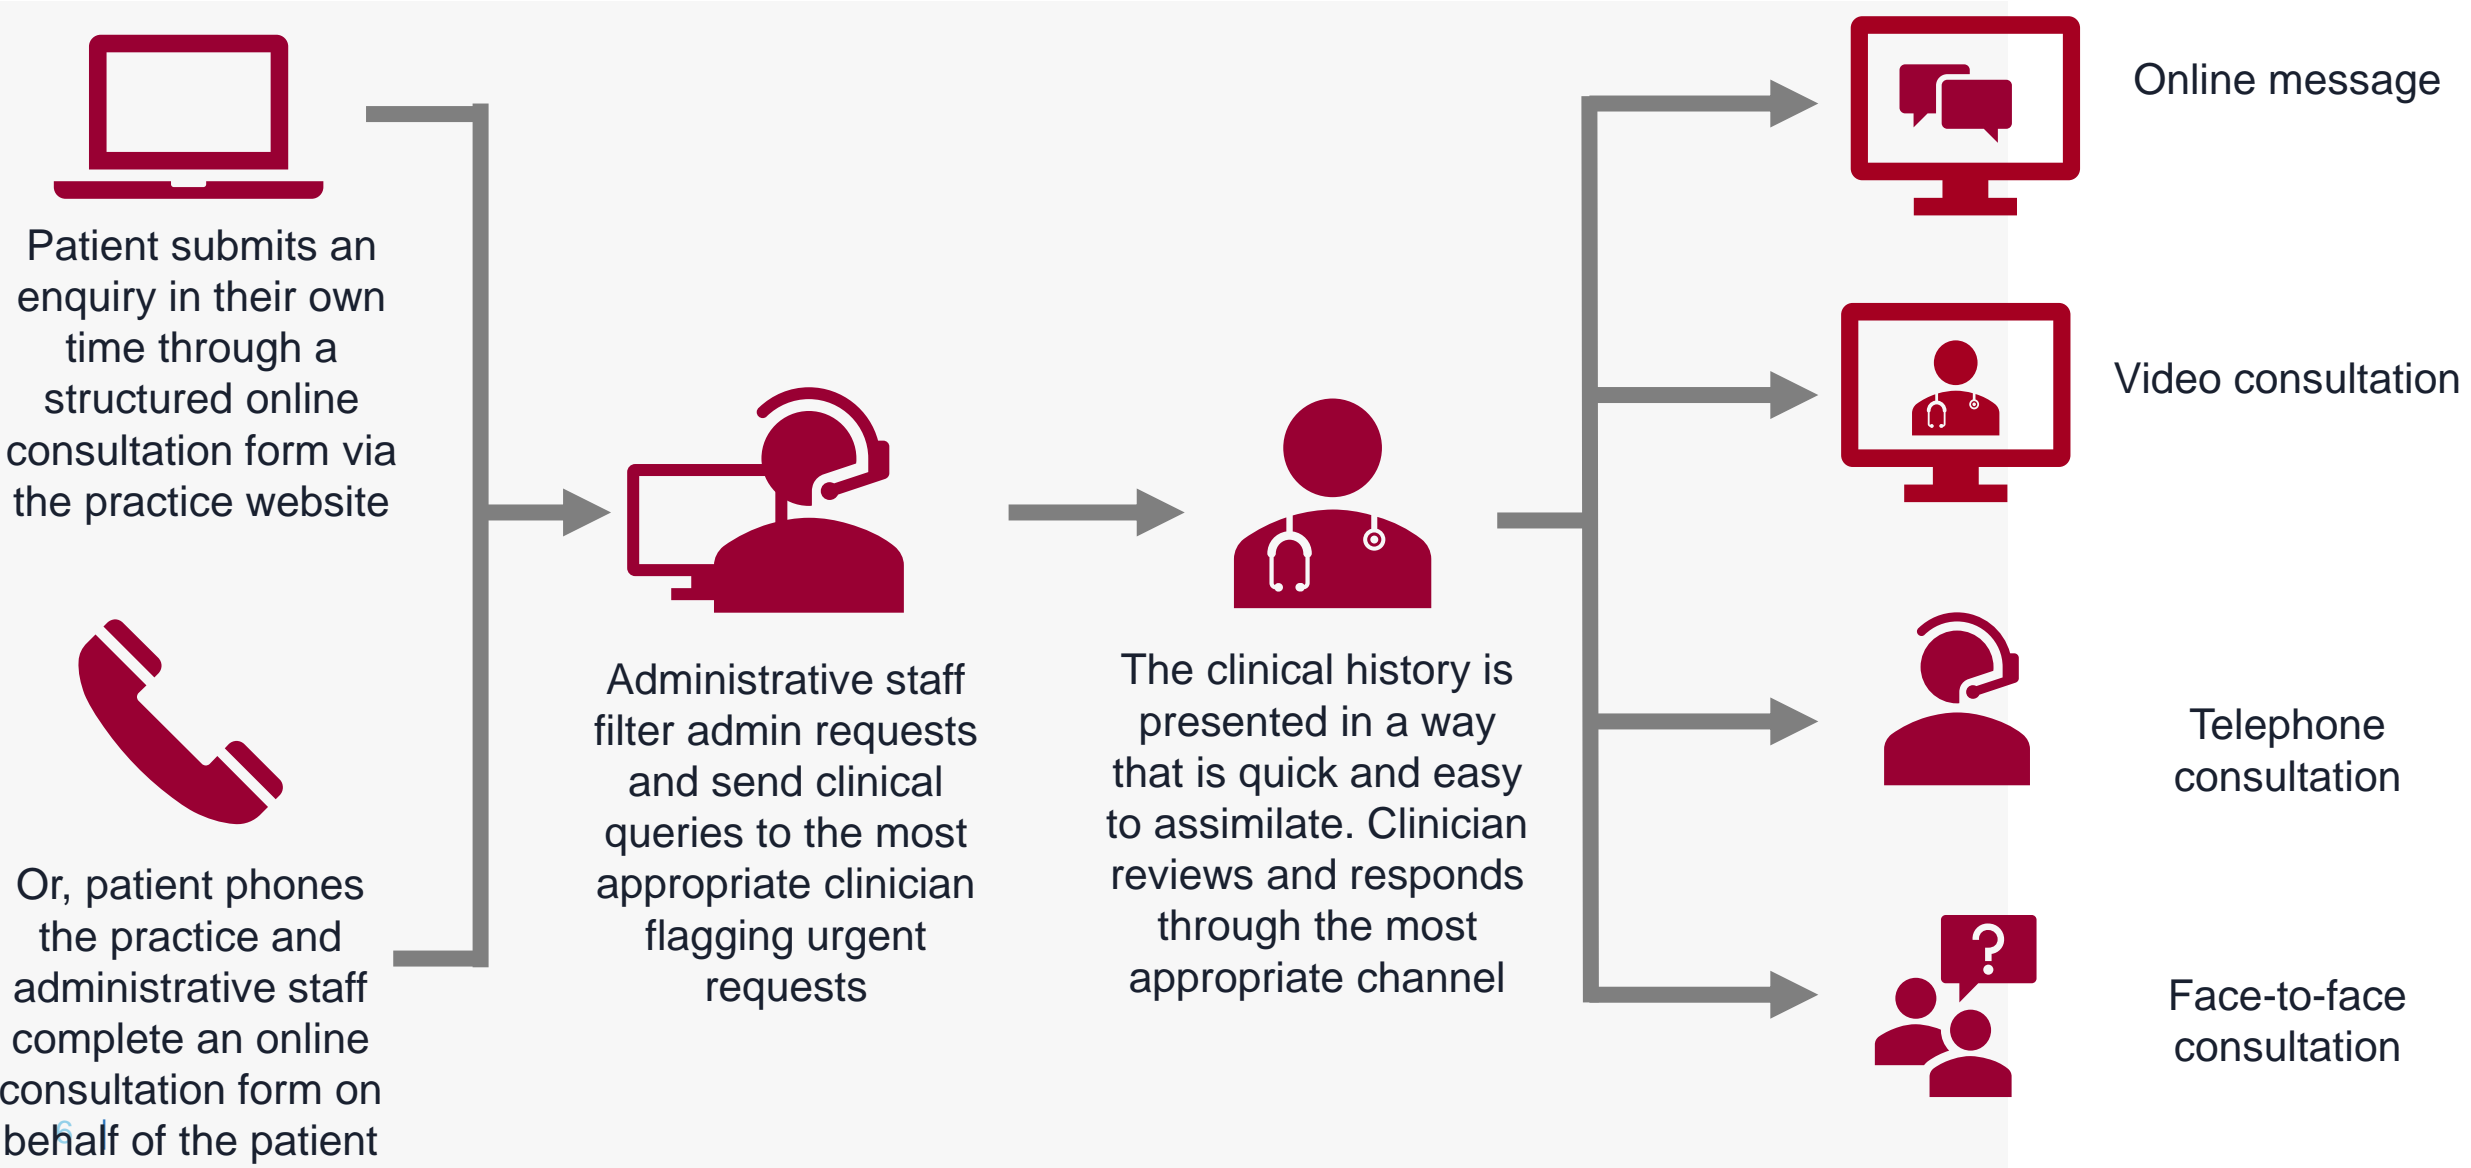 Patient submits an
enquiry in their own
time through a
structured online
consultation form via
the practice website
Or, patient phones
the practice and
administrative staff
complete an online
consultation form on
behalf of the patient
6 |
Administrative staff
filter admin requests
and send clinical
queries to the most
appropriate clinician
flagging urgent
requests
The clinical history is
presented in a way
that is quick and easy
to assimilate. Clinician
reviews and responds
through the most
appropriate channel
Online message
Video consultation
Telephone
consultation
?
Face-to-face
consultation